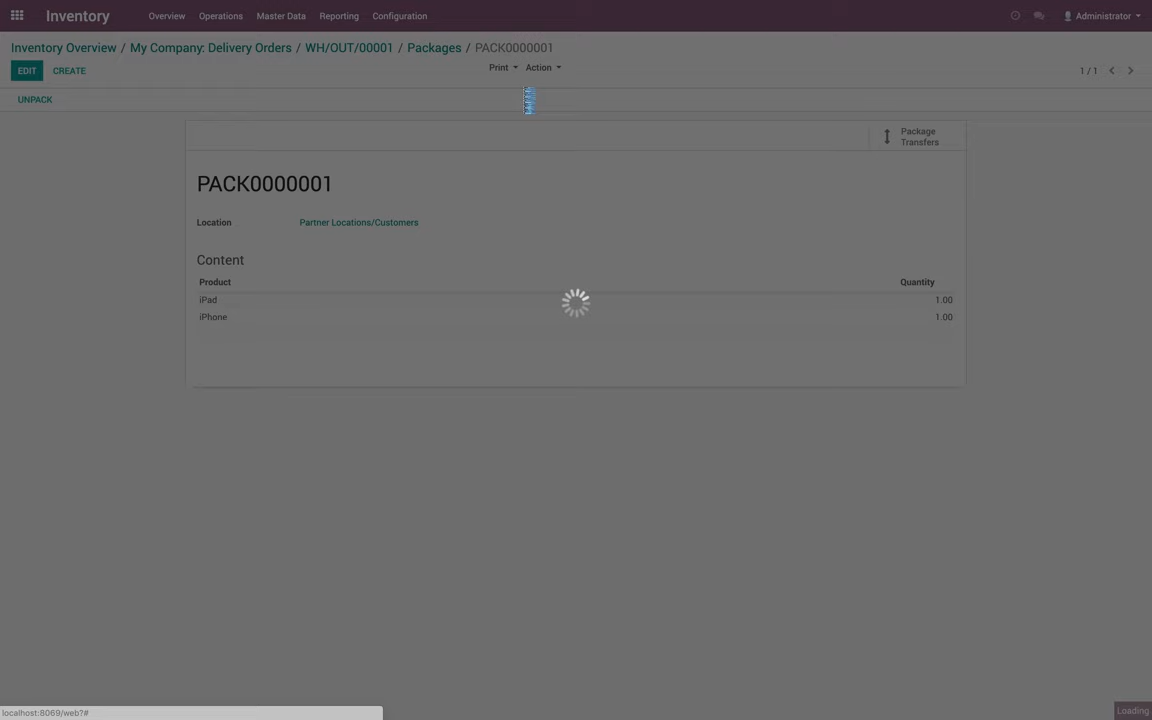 Inventory Overview Operations Master Data Reporting Configuration Administrator
Inventory Overview / My Company: Delivery Orders / WH/OUT/00001 / Packages / PACK0000001
EDIT CREATE Print Action 1 / 1
UNPACK
Package
Transfers
PACK0000001
Location Partner Locations/Customers
Content
Product Quantity
iPad 1.00
iPhone 1.00
localhost:8069/web?#
Loading